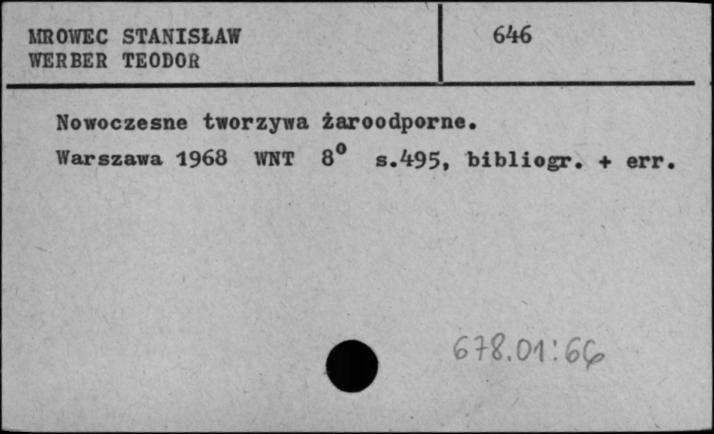 MROWEC STANISŁAW 646
WERBER TEODOR
Nowoczesne tworzywa żaroodporne.
Warszawa 1968 WNT 8° s.495, bibliogr. + err.
678.01:66